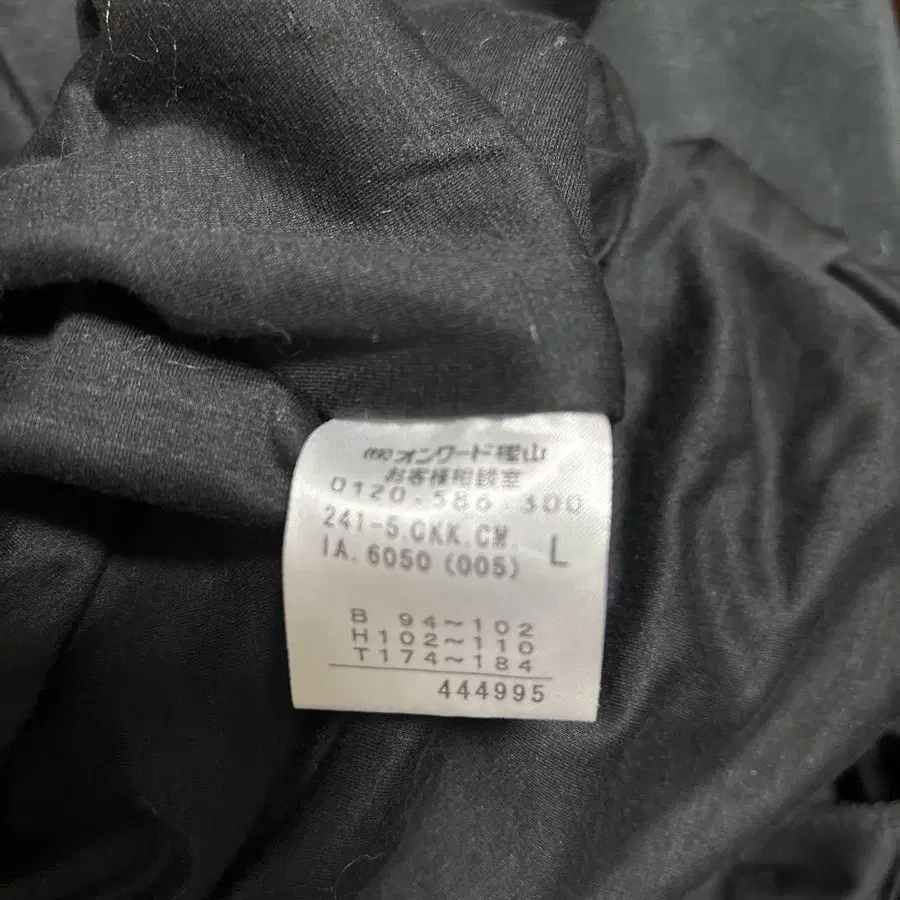 ㈱オンワード樫山
お客様相談室
0120-586-300
241-5.CKK.CM.
IA.6050 (005) L
B 94~102
H102~110
T174~184
444995